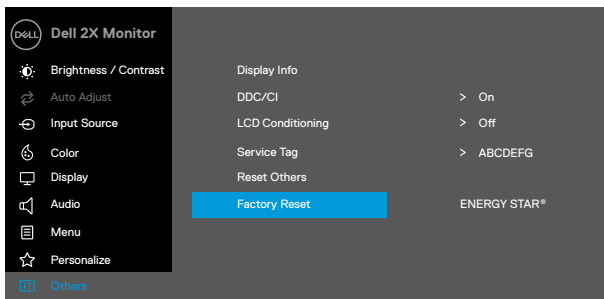 DELL Dell 2X Monitor
Brightness / Contrast Display Info
Auto Adjust DDC/CI > On
Input Source LCD Conditioning > Off
Color Service Tag > ABCDEFG
Display Reset Others
Audio Factory Reset ENERGY STAR®
Menu
Personalize
Others